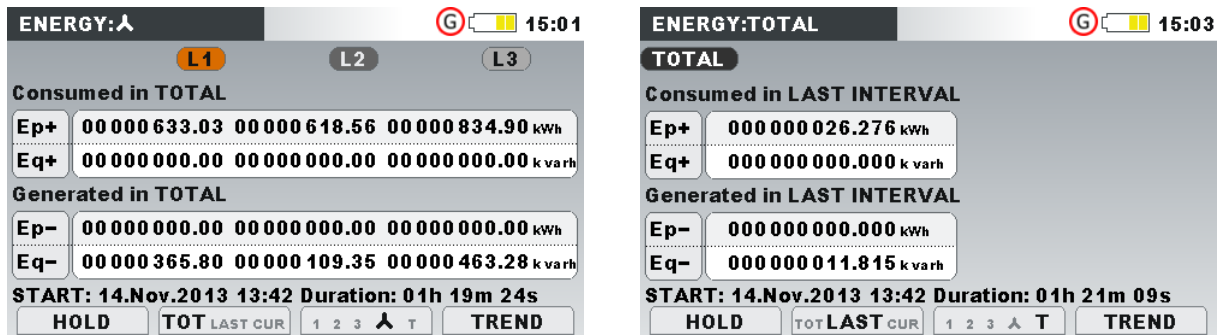 ENERGY: G 15:01
L1 L2 L3
Consumed in TOTAL
Ep+ 00000633.03 00000618.56 00000834.90 kWh
Eq+ 00000000.00 00000000.00 00000000.00 kvarh
Generated in TOTAL
Ep− 00000000.00 00000000.00 00000000.00 kWh
Eq− 00000365.80 00000109.35 00000463.28 kvarh
START: 14.Nov.2013 13:42 Duration: 01h 19m 24s
HOLD TOT LAST CUR 1 2 3 T TREND
ENERGY:TOTAL G 15:03
TOTAL
Consumed in LAST INTERVAL
Ep+ 000000026.276 kWh
Eq+ 000000000.000 kvarh
Generated in LAST INTERVAL
Ep− 000000000.000 kWh
Eq− 000000011.815 kvarh
START: 14.Nov.2013 13:42 Duration: 01h 21m 09s
HOLD TOT LAST CUR 1 2 3 T TREND